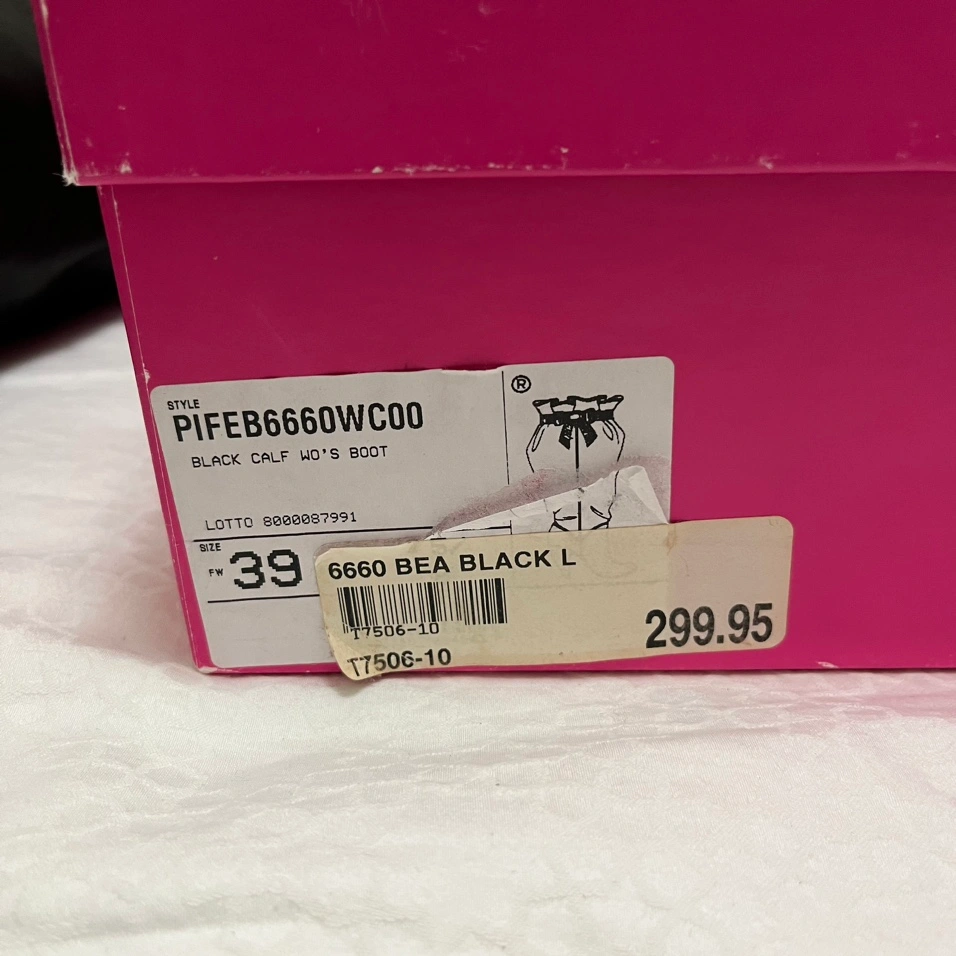 STYLE
PIFEB6660WC00
BLACK CALF WO'S BOOT
LOTTO 8000087991
SIZE
FW 39
®
6660 BEA BLACK L
T7506-10
T7506-10
299.95